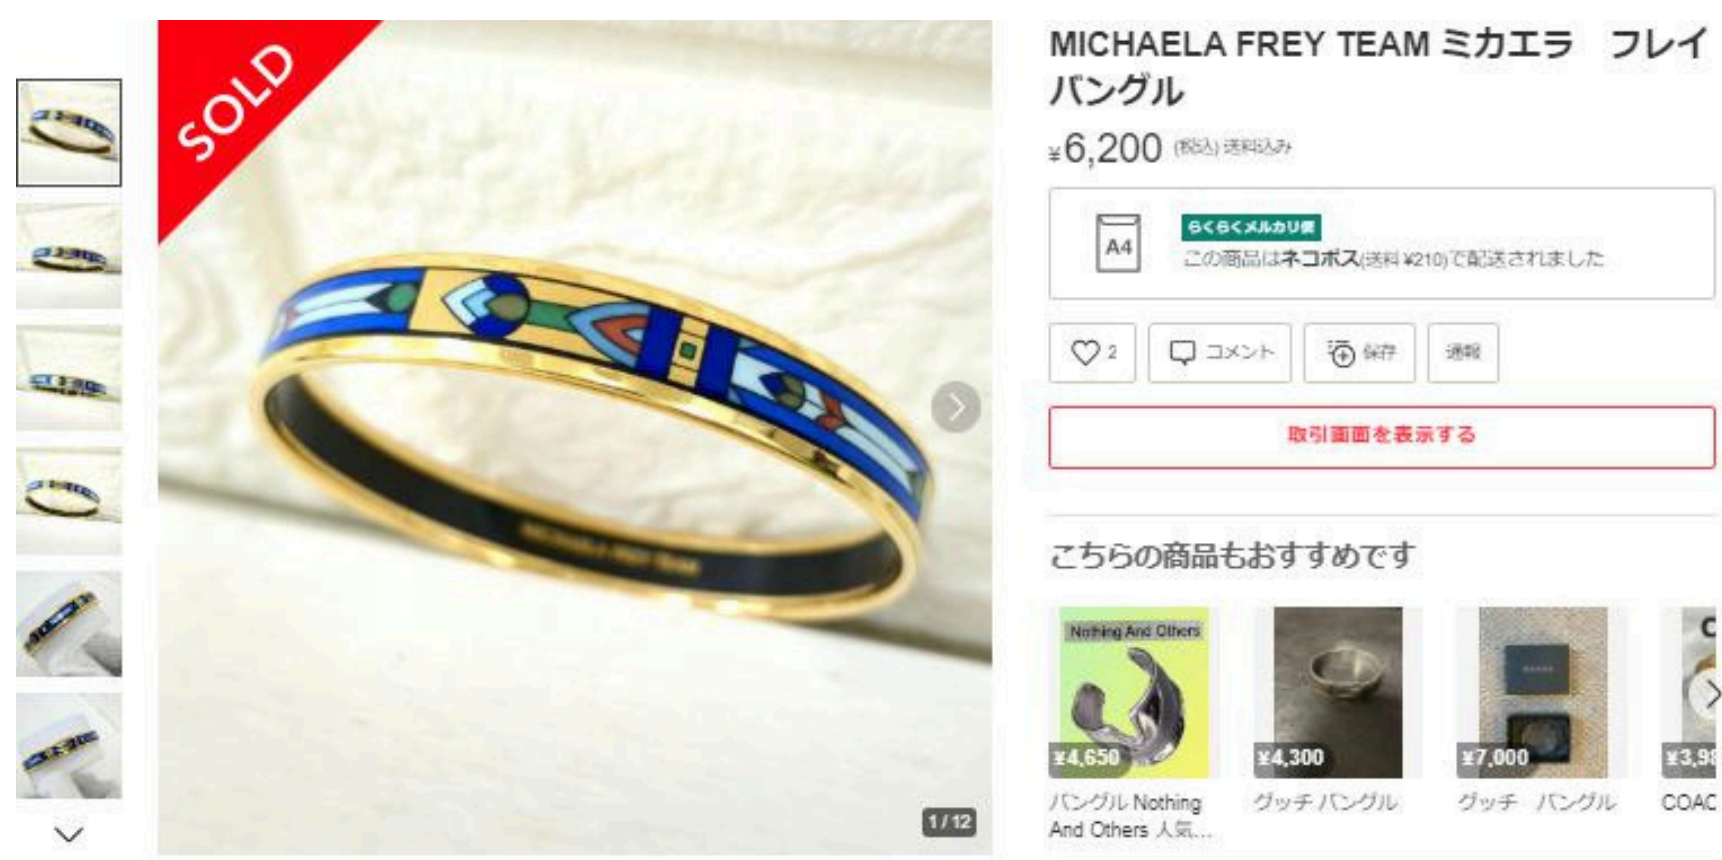 SOLD
1 / 12
MICHAELA FREY TEAM ミカエラ　フレイ
バングル
¥6,200 (税込) 送料込み
A4
らくらくメルカリ便
この商品はネコポス(送料 ¥210)で配送されました
2
コメント
保存
通報
取引画面を表示する
こちらの商品もおすすめです
Nothing And Others
¥4,650
¥4,300
¥7,000
¥3,98
バングル Nothing
And Others 人気...
グッチ バングル
グッチ　バングル
COAC